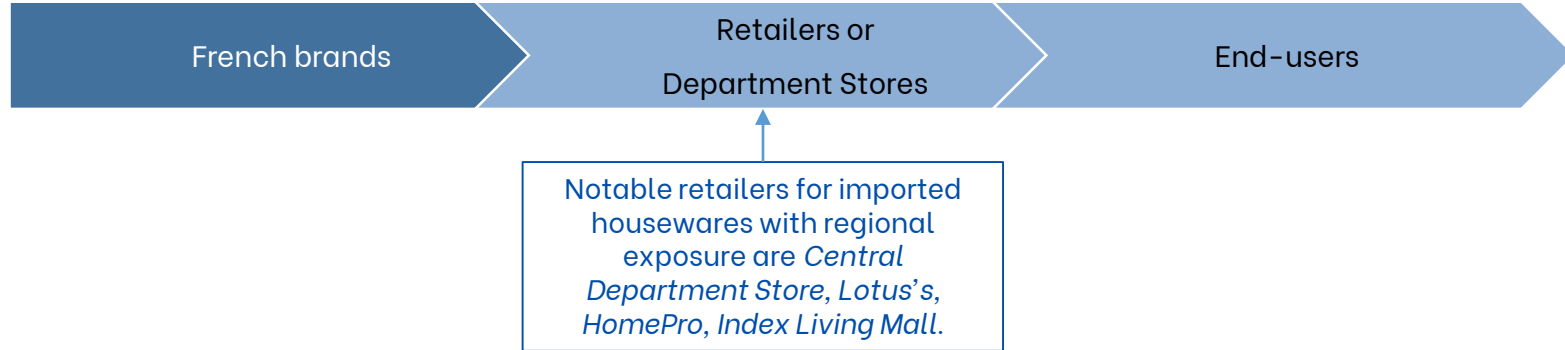 French brands
Retailers or
Department Stores
End-users
Notable retailers for imported
housewares with regional
exposure are Central
Department Store, Lotus’s,
HomePro, Index Living Mall.